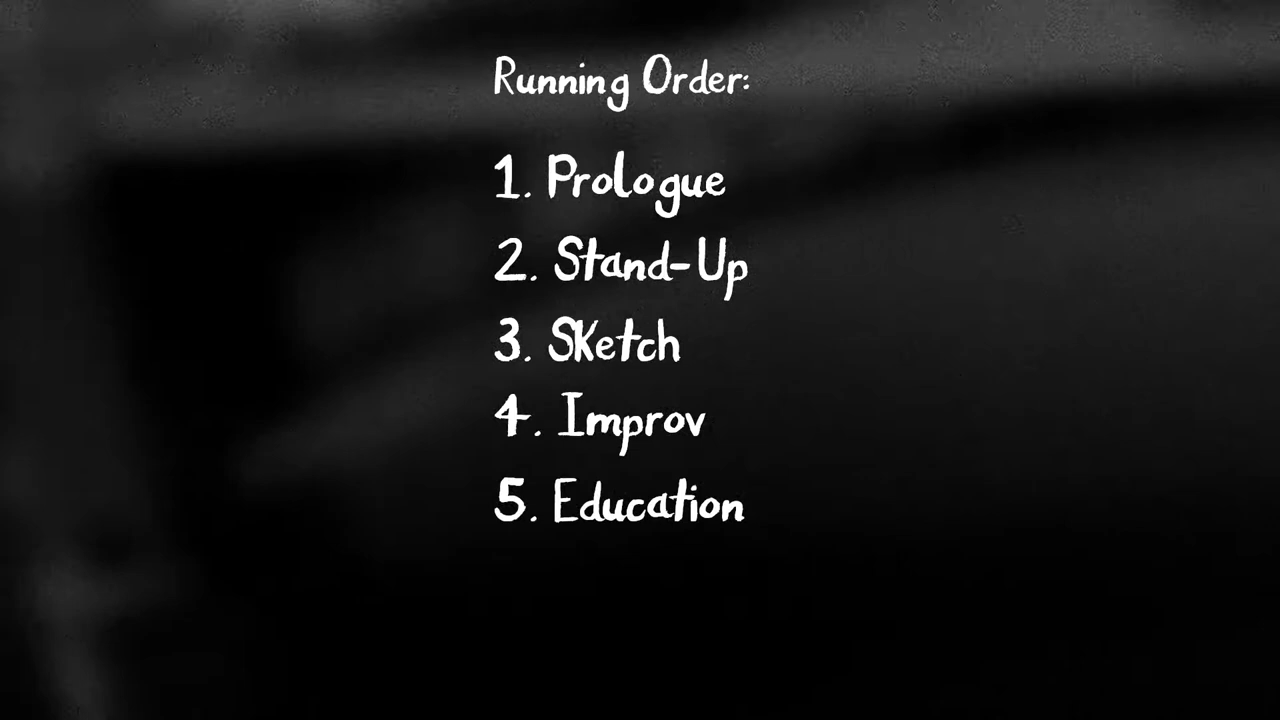 Running Order:
1. Prologue
2. Stand-Up
3. Sketch
4. Improv
5. Education